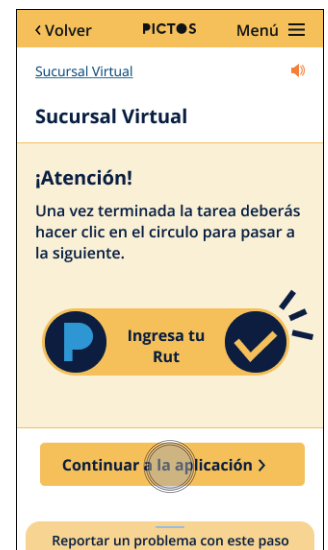 < Volver PICTOS Menú
Sucursal Virtual
Sucursal Virtual
¡Atención!
Una vez terminada la tarea deberás
hacer clic en el circulo para pasar a
la siguiente.
P Ingresa tu
Rut
Continuar a la aplicación >
Reportar un problema con este paso